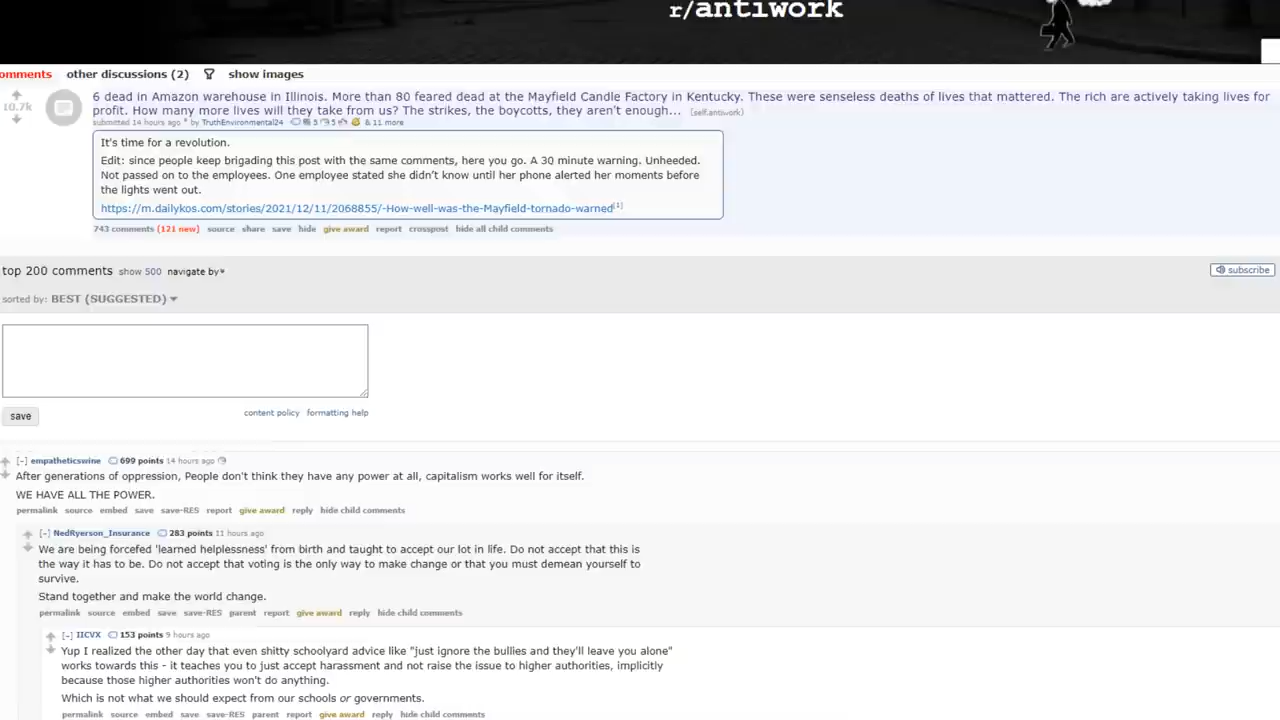 r/antiwork
omments other discussions (2) show images
10.7k
6 dead in Amazon warehouse in Illinois. More than 80 feared dead at the Mayfield Candle Factory in Kentucky. These were senseless deaths of lives that mattered. The rich are actively taking lives for
profit. How many more lives will they take from us? The strikes, the boycotts, they aren't enough... [self.antiwork]
submitted 14 hours ago * by TruthEnvironmental24 5 5 & 11 more
It's time for a revolution.
Edit: since people keep brigading this post with the same comments, here you go. A 30 minute warning. Unheeded.
Not passed on to the employees. One employee stated she didn't know until her phone alerted her moments before
the lights went out.
https://m.dailykos.com/stories/2021/12/11/2068855/-How-well-was-the-Mayfield-tornado-warned[1]
743 comments (121 new) source share save hide give award report crosspost hide all child comments
top 200 comments show 500 navigate by
subscribe
sorted by: BEST (SUGGESTED)
save content policy formatting help
[-] empatheticswine 699 points 14 hours ago
After generations of oppression, People don't think they have any power at all, capitalism works well for itself.
WE HAVE ALL THE POWER.
permalink source embed save save-RES report give award reply hide child comments
[-] NedRyerson_Insurance 283 points 11 hours ago
We are being forcefed 'learned helplessness' from birth and taught to accept our lot in life. Do not accept that this is
the way it has to be. Do not accept that voting is the only way to make change or that you must demean yourself to
survive.
Stand together and make the world change.
permalink source embed save save-RES parent report give award reply hide child comments
[-] IICVX 153 points 9 hours ago
Yup I realized the other day that even shitty schoolyard advice like "just ignore the bullies and they'll leave you alone"
works towards this - it teaches you to just accept harassment and not raise the issue to higher authorities, implicitly
because those higher authorities won't do anything.
Which is not what we should expect from our schools or governments.
permalink source embed save save-RES parent report give award reply hide child comments